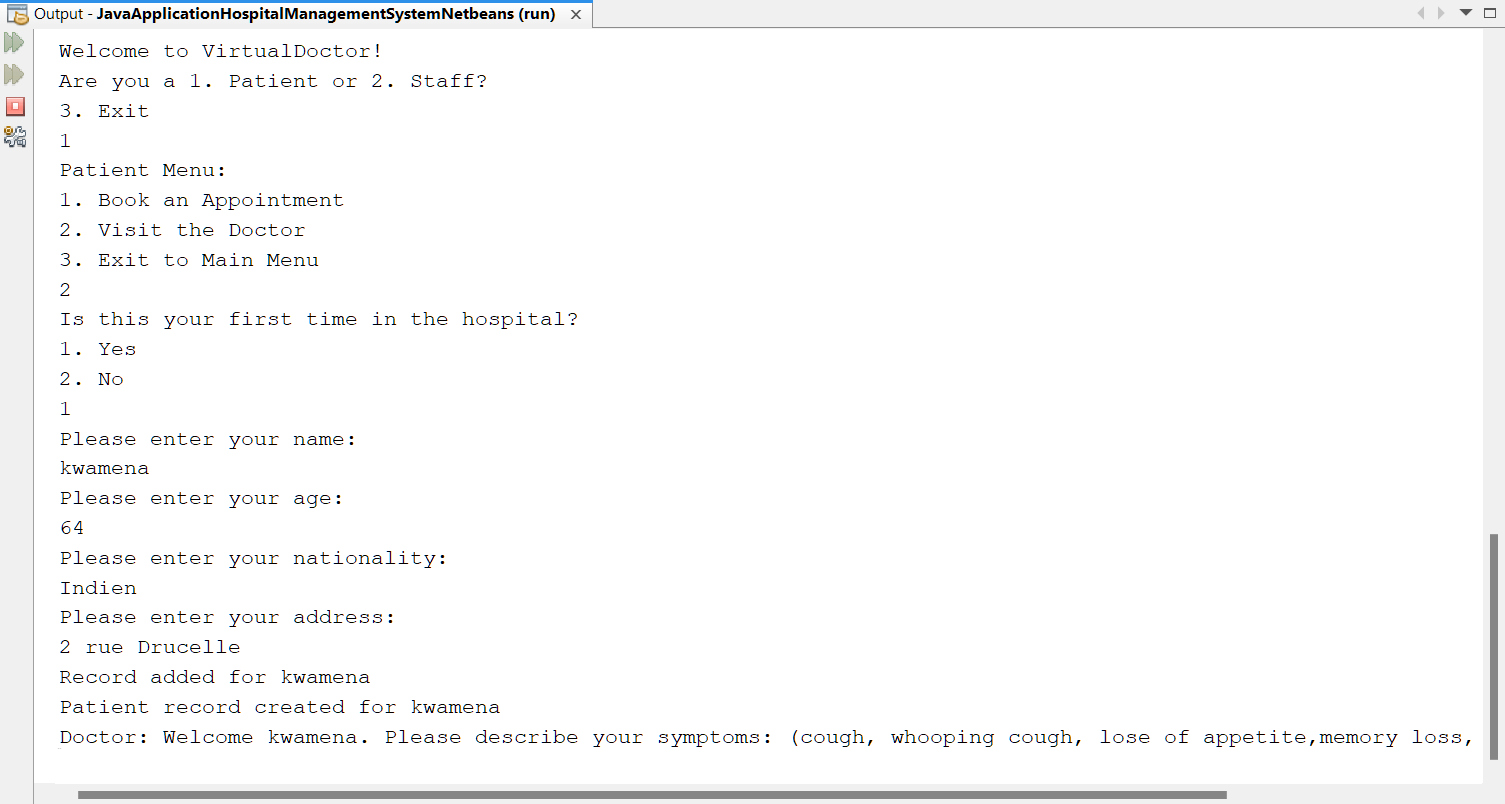 Output - JavaApplicationHospitalManagementSystemNetbeans (run)
Welcome to VirtualDoctor!
Are you a 1. Patient or 2. Staff?
3. Exit
1
Patient Menu:
1. Book an Appointment
2. Visit the Doctor
3. Exit to Main Menu
2
Is this your first time in the hospital?
1. Yes
2. No
1
Please enter your name:
kwamena
Please enter your age:
64
Please enter your nationality:
Indien
Please enter your address:
2 rue Drucelle
Record added for kwamena
Patient record created for kwamena
Doctor: Welcome kwamena. Please describe your symptoms: (cough, whooping cough, lose of appetite,memory loss,